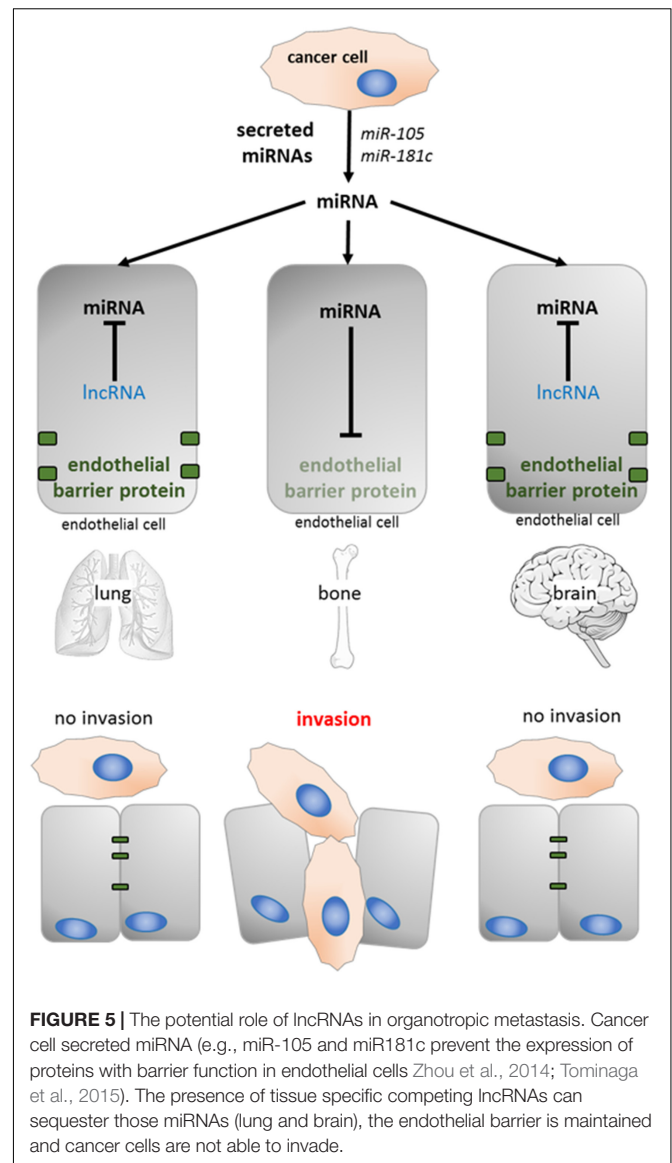 cancer cell
secreted miRNAs
miR-105
miR-181c
miRNA
miRNA
miRNA
miRNA
lncRNA
lncRNA
endothelial
barrier protein
endothelial
barrier protein
endothelial
barrier protein
endothelial cell
endothelial cell
endothelial cell
lung
bone
brain
no invasion
invasion
no invasion
FIGURE 5 | The potential role of lncRNAs in organotropic metastasis. Cancer
cell secreted miRNA (e.g., miR-105 and miR181c prevent the expression of
proteins with barrier function in endothelial cells Zhou et al., 2014; Tominaga
et al., 2015). The presence of tissue specific competing lncRNAs can
sequester those miRNAs (lung and brain), the endothelial barrier is maintained
and cancer cells are not able to invade.